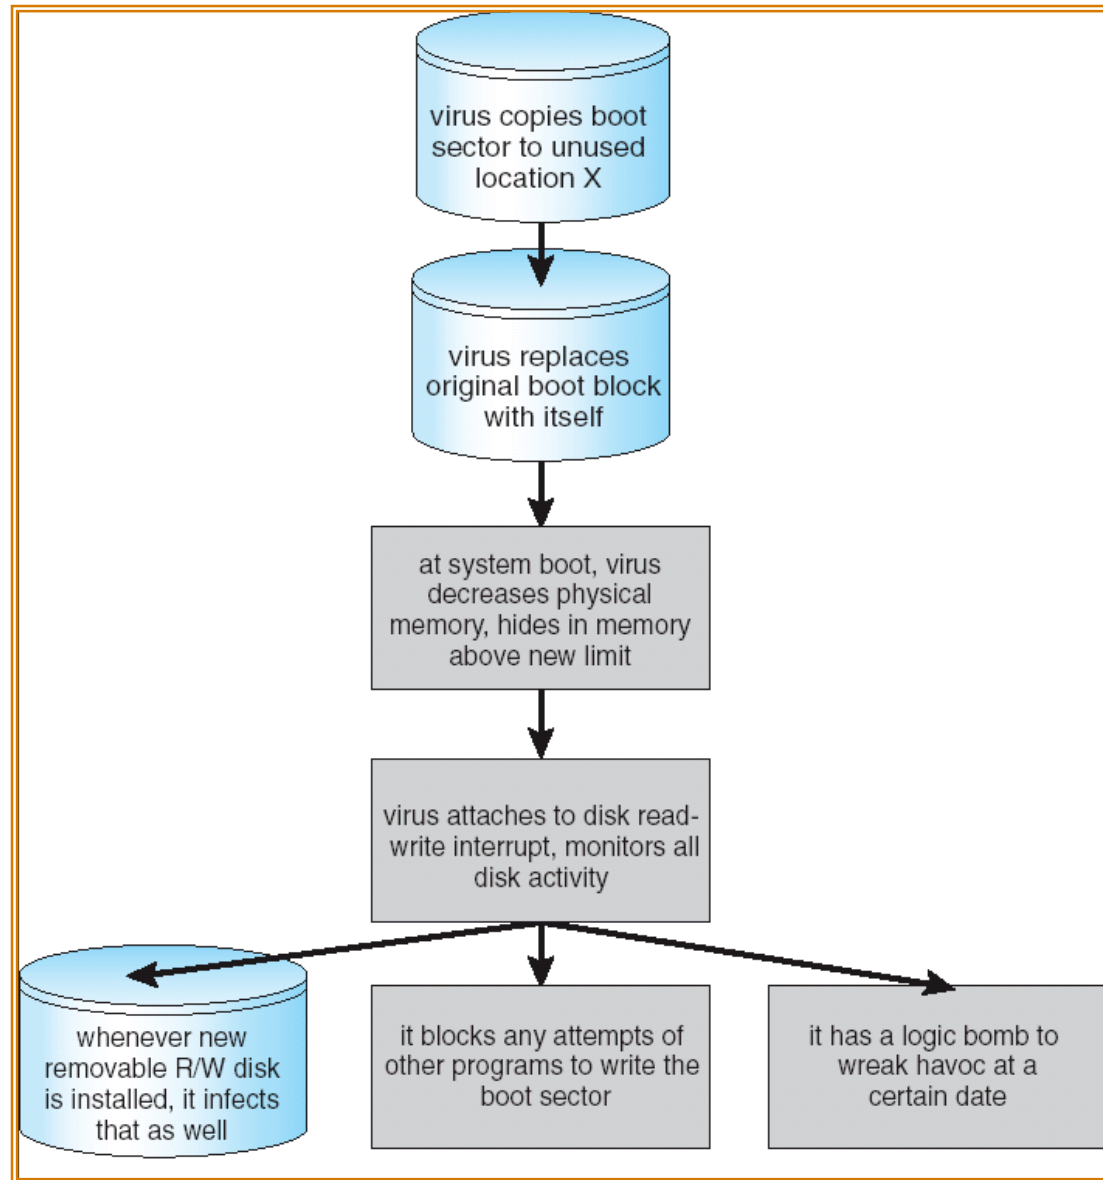 virus copies boot
sector to unused
location X
virus replaces
original boot block
with itself
at system boot, virus
decreases physical
memory, hides in memory
above new limit
virus attaches to disk read-
write interrupt, monitors all
disk activity
whenever new
removable R/W disk
is installed, it infects
that as well
it blocks any attempts of
other programs to write the
boot sector
it has a logic bomb to
wreak havoc at a
certain date